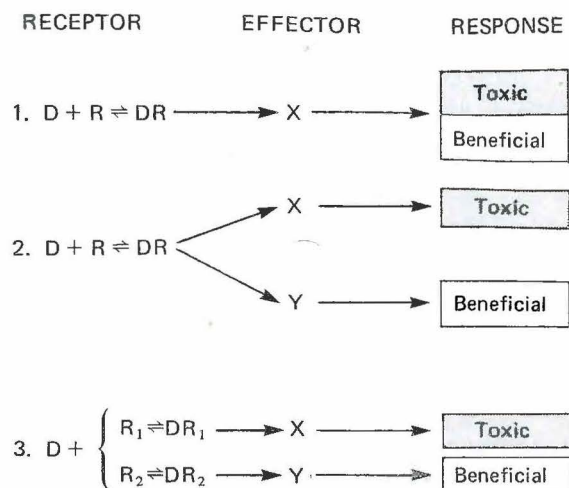 RECEPTOR EFFECTOR RESPONSE
1. D + R ⇌ DR X Toxic
Beneficial
X Toxic
2. D + R ⇌ DR
Y Beneficial
R₁⇌DR₁ X Toxic
3. D +
R₂⇌DR₂ Y Beneficial